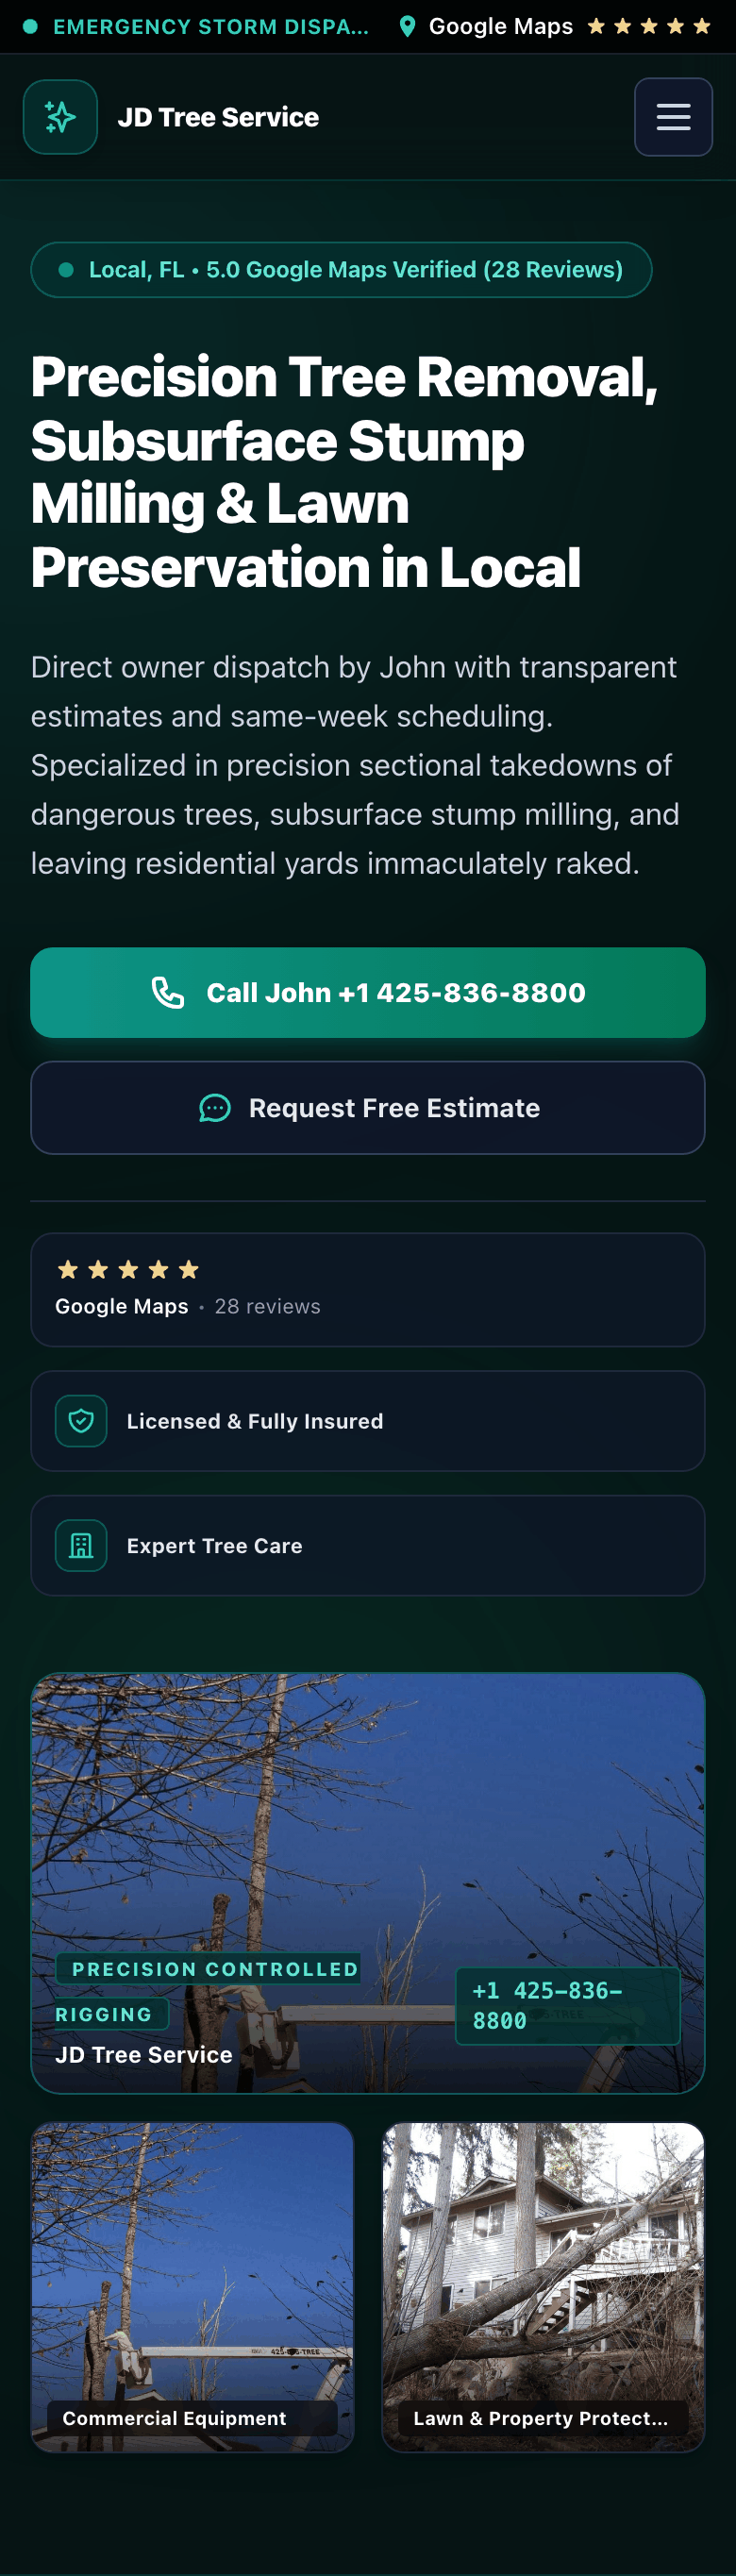 EMERGENCY STORM DISPA...
Google Maps
JD Tree Service
Local, FL • 5.0 Google Maps Verified (28 Reviews)
Precision Tree Removal,
Subsurface Stump
Milling & Lawn
Preservation in Local
Direct owner dispatch by John with transparent
estimates and same-week scheduling.
Specialized in precision sectional takedowns of
dangerous trees, subsurface stump milling, and
leaving residential yards immaculately raked.
Call John +1 425-836-8800
Request Free Estimate
Google Maps • 28 reviews
Licensed & Fully Insured
Expert Tree Care
PRECISION CONTROLLED
RIGGING
JD Tree Service
+1 425-836-
8800
Commercial Equipment
Lawn & Property Protect...